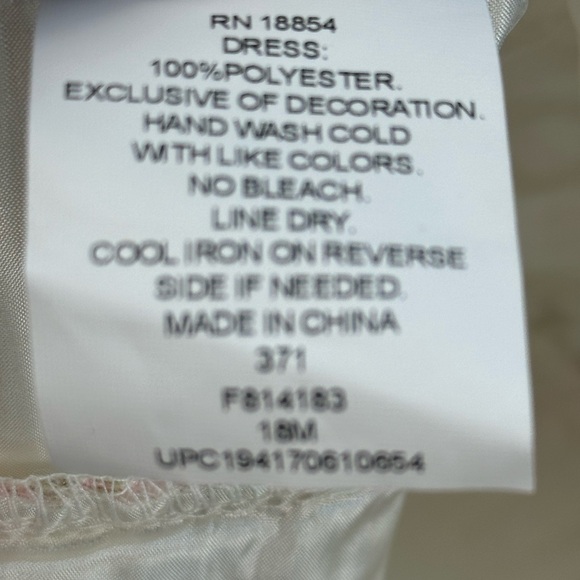 RN 18854
DRESS:
100%POLYESTER.
EXCLUSIVE OF DECORATION.
HAND WASH COLD
WITH LIKE COLORS.
NO BLEACH.
LINE DRY.
COOL IRON ON REVERSE
SIDE IF NEEDED.
MADE IN CHINA
371
F814183
18M
UPC194170610654